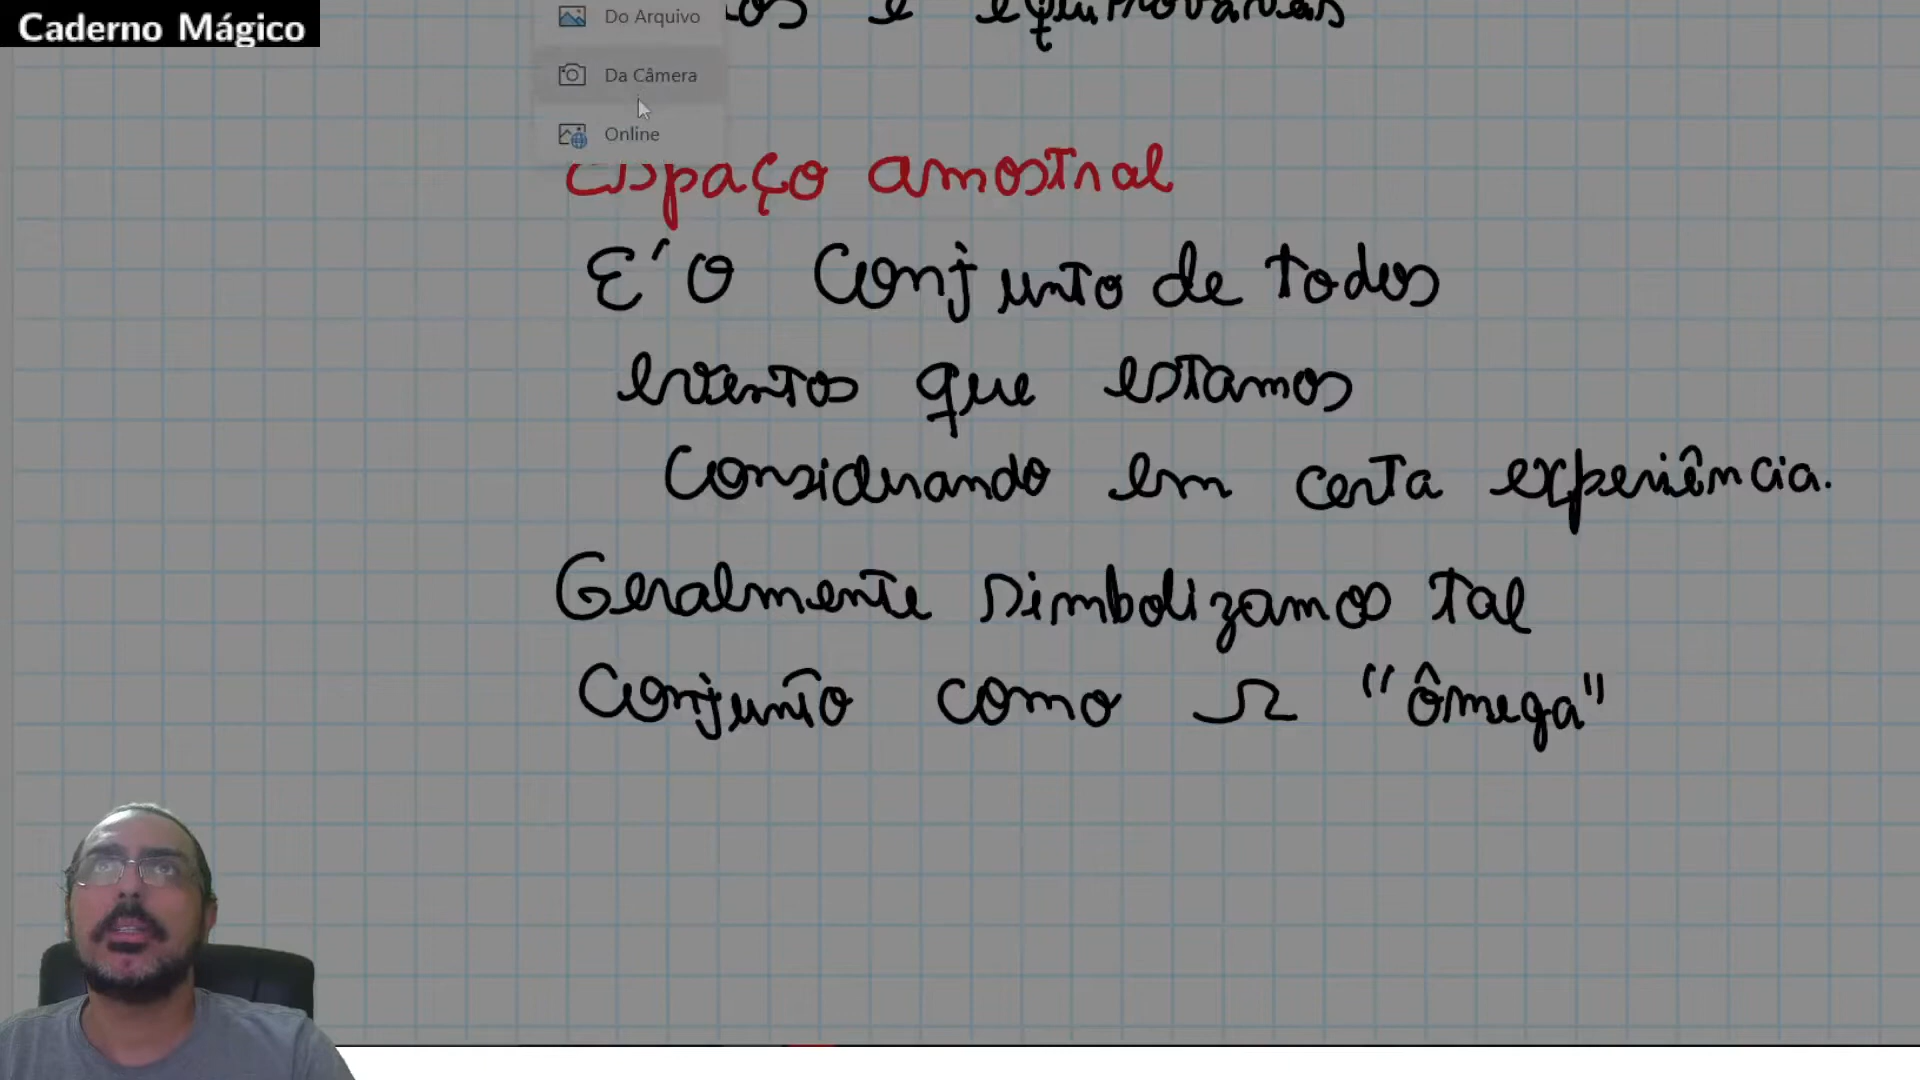 Caderno Mágico
Do Arquivo
e equiprováveis
Da Câmera
Online
Espaço amostral
E' o conjunto de todos
eventos que estamos
considerando em certa experiência.
Geralmente simbolizamos tal
conjunto como Ω "ômega"